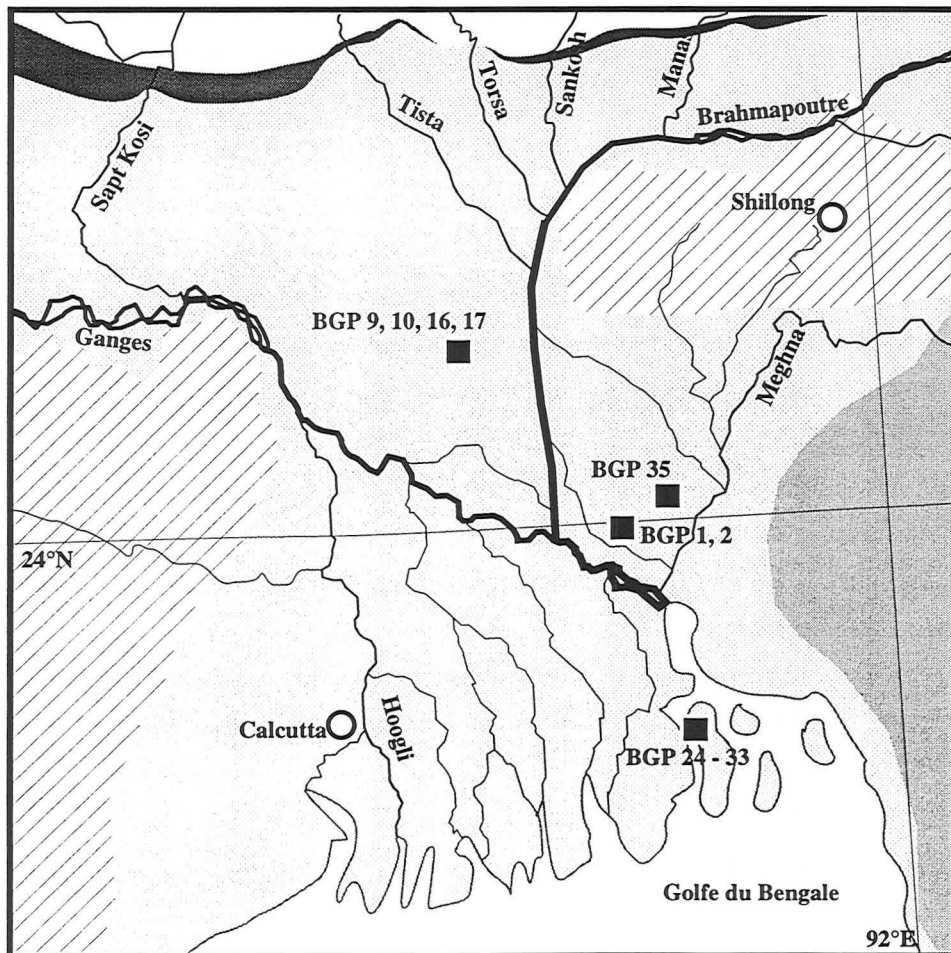 Sankosh
Manas
Torsa
Tista
Brahmapoutre
Sapt Kosi
Shillong
BGP 9, 10, 16, 17
Ganges
Meghna
BGP 35
BGP 1, 2
24°N
Calcutta
Hoogli
BGP 24 - 33
Golfe du Bengale
92°E